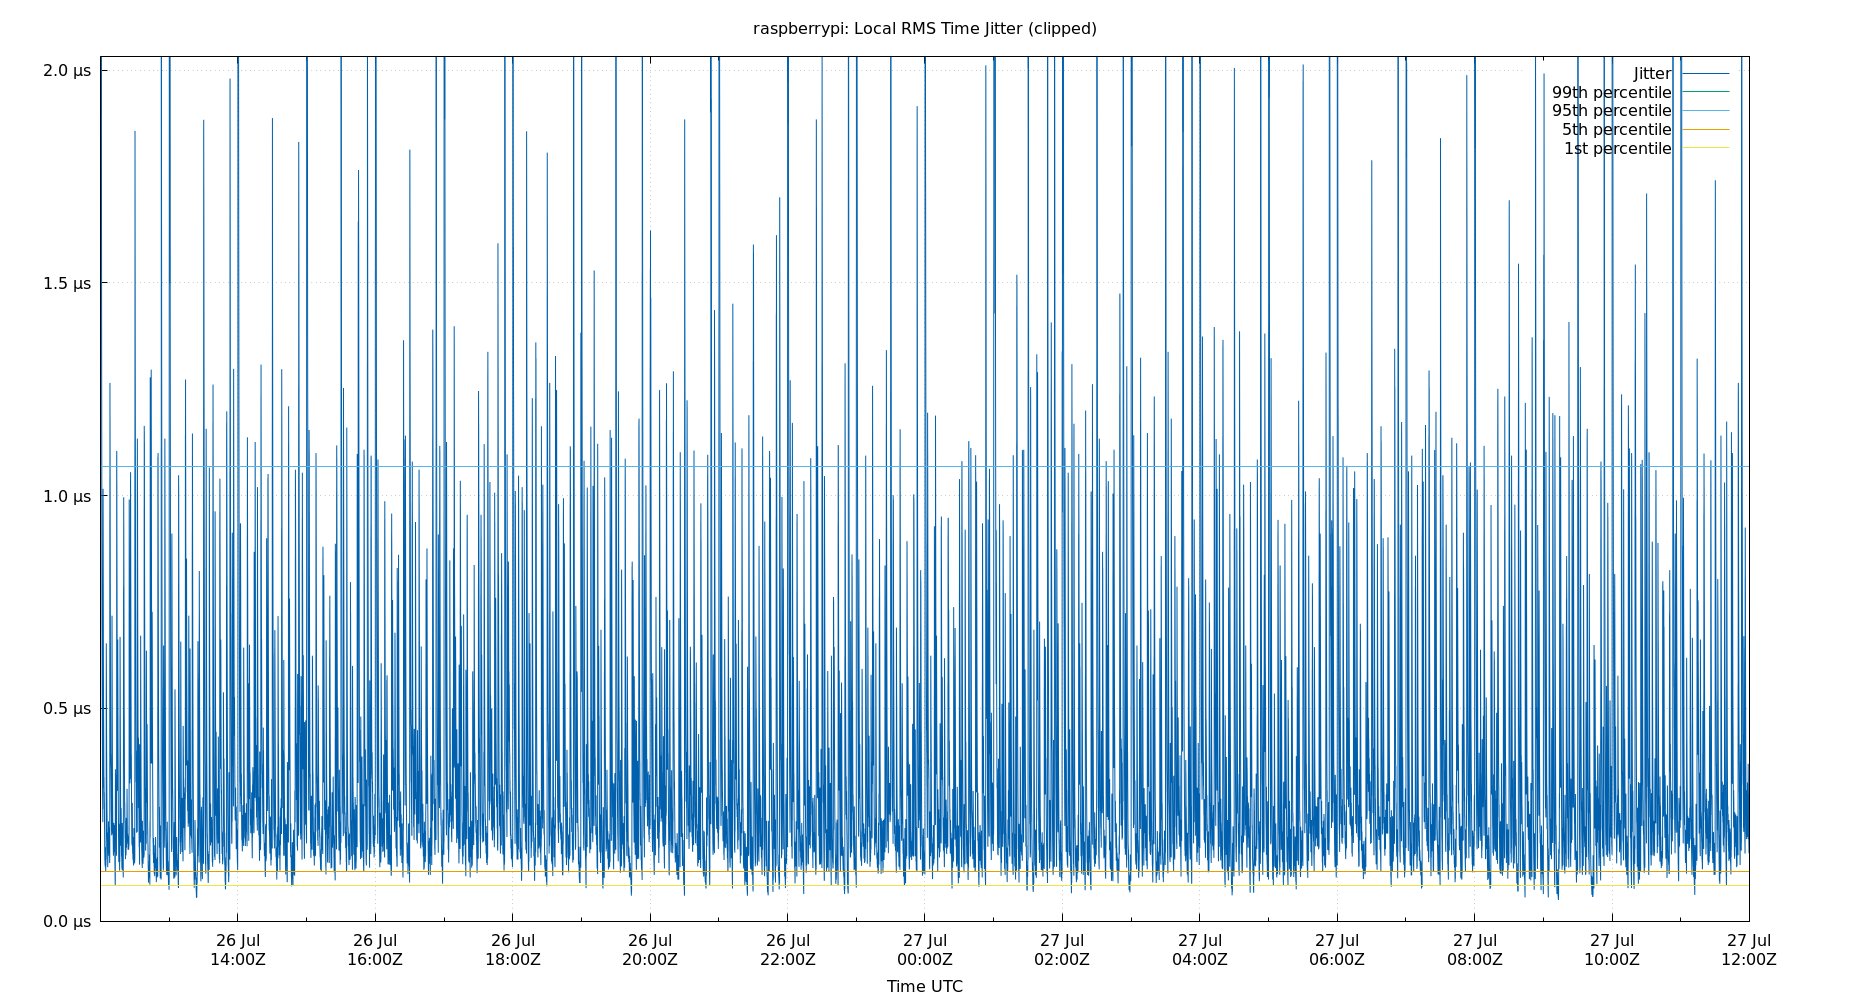 raspberrypi: Local RMS Time Jitter (clipped)
2.0 µs
1.5 µs
1.0 µs
0.5 µs
0.0 µs
Jitter
99th percentile
95th percentile
5th percentile
1st percentile
26 Jul 26 Jul 26 Jul 26 Jul 26 Jul 27 Jul 27 Jul 27 Jul 27 Jul 27 Jul 27 Jul 27 Jul
14:00Z 16:00Z 18:00Z 20:00Z 22:00Z 00:00Z 02:00Z 04:00Z 06:00Z 08:00Z 10:00Z 12:00Z
Time UTC